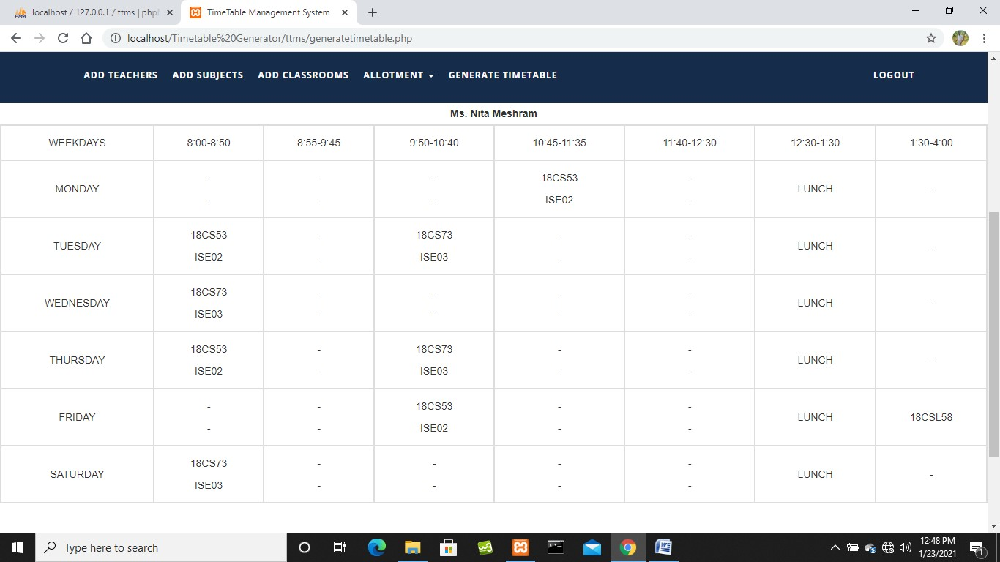 localhost / 127.0.0.1 / ttms | php
TimeTable Management System
localhost/Timetable%20Generator/ttms/generatetimetable.php
ADD TEACHERS ADD SUBJECTS ADD CLASSROOMS ALLOTMENT GENERATE TIMETABLE LOGOUT
Ms. Nita Meshram
WEEKDAYS 8:00-8:50 8:55-9:45 9:50-10:40 10:45-11:35 11:40-12:30 12:30-1:30 1:30-4:00
MONDAY - - - 18CS53 - LUNCH -
- - - ISE02 -
TUESDAY 18CS53 - 18CS73 - - LUNCH -
ISE02 - ISE03 - -
WEDNESDAY 18CS73 - - - - LUNCH -
ISE03 - - - -
THURSDAY 18CS53 - 18CS73 - - LUNCH -
ISE02 - ISE03 - -
FRIDAY - - 18CS53 - - LUNCH 18CSL58
- - ISE02 - -
SATURDAY 18CS73 - - - - LUNCH -
ISE03 - - - -
Type here to search
12:48 PM
1/23/2021
1